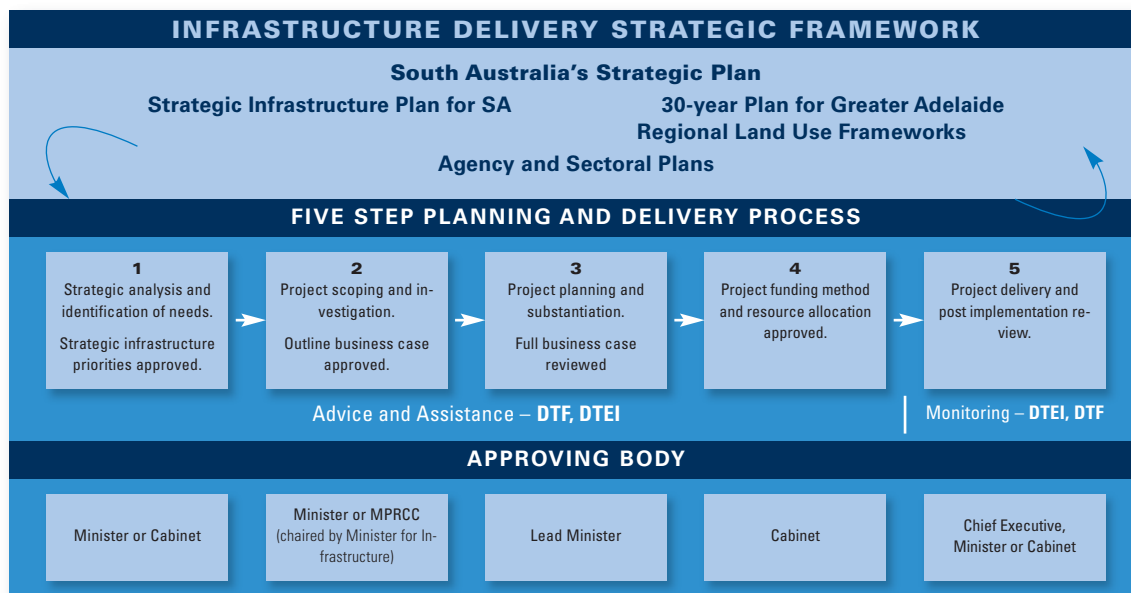 INFRASTRUCTURE DELIVERY STRATEGIC FRAMEWORK
South Australia’s Strategic Plan
Strategic Infrastructure Plan for SA
30-year Plan for Greater Adelaide
Regional Land Use Frameworks
Agency and Sectoral Plans
FIVE STEP PLANNING AND DELIVERY PROCESS
1
Strategic analysis and
identification of needs.
Strategic infrastructure
priorities approved.
2
Project scoping and in-
vestigation.
Outline business case
approved.
3
Project planning and
substantiation.
Full business case
reviewed
4
Project funding method
and resource allocation
approved.
5
Project delivery and
post implementation re-
view.
Advice and Assistance – DTF, DTEI
Monitoring – DTEI, DTF
APPROVING BODY
Minister or Cabinet
Minister or MPRCC
(chaired by Minister for In-
frastructure)
Lead Minister
Cabinet
Chief Executive,
Minister or Cabinet